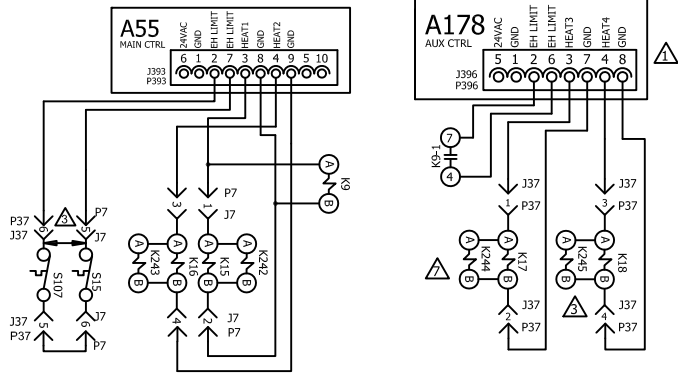 A55
MAIN CTRL
24VAC
GND
EH LIMIT
EH LIMIT
HEAT1
GND
HEAT2
GND
6 1 2 7 3 8 4 9 5 10
J393
P393
A178
AUX CTRL
24VAC
GND
EH LIMIT
EH LIMIT
HEAT3
GND
HEAT4
GND
5 1 2 6 3 7 4 8
J396
P396
1
7
K9-1
4
A
K9
B
3
1
P7
J7
P37
6
3
5
P7
J37
J7
S107
S15
J37
5
6
J7
P37
P7
A A A A
K243
K16
K15
K242
B B B B
4
2
J7
P7
1
J37
P37
3
J37
P37
A A A A
K244
K17
K245
K18
7
B B B B
3
2
J37
P37
4
J37
P37